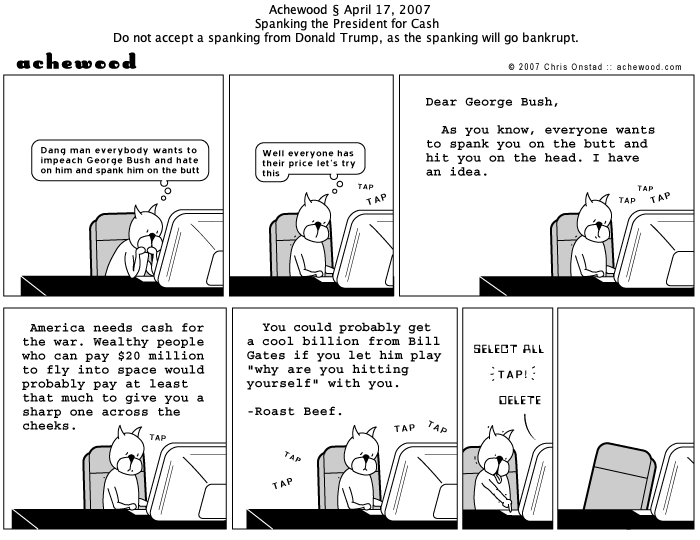 Achewood § April 17, 2007
Spanking the President for Cash
Do not accept a spanking from Donald Trump, as the spanking will go bankrupt.
achewood
© 2007 Chris Onstad :: achewood.com
Dang man everybody wants to
impeach George Bush and hate
on him and spank him on the butt
Well everyone has
their price let's try
this
TAP
TAP
Dear George Bush,
As you know, everyone wants
to spank you on the butt and
hit you on the head. I have
an idea.
TAP
TAP
TAP
America needs cash for
the war. Wealthy people
who can pay $20 million
to fly into space would
probably pay at least
that much to give you a
sharp one across the
cheeks.
TAP
You could probably get
a cool billion from Bill
Gates if you let him play
"why are you hitting
yourself" with you.
-Roast Beef.
TAP
TAP
TAP
TAP
SELECT ALL
TAP!
DELETE